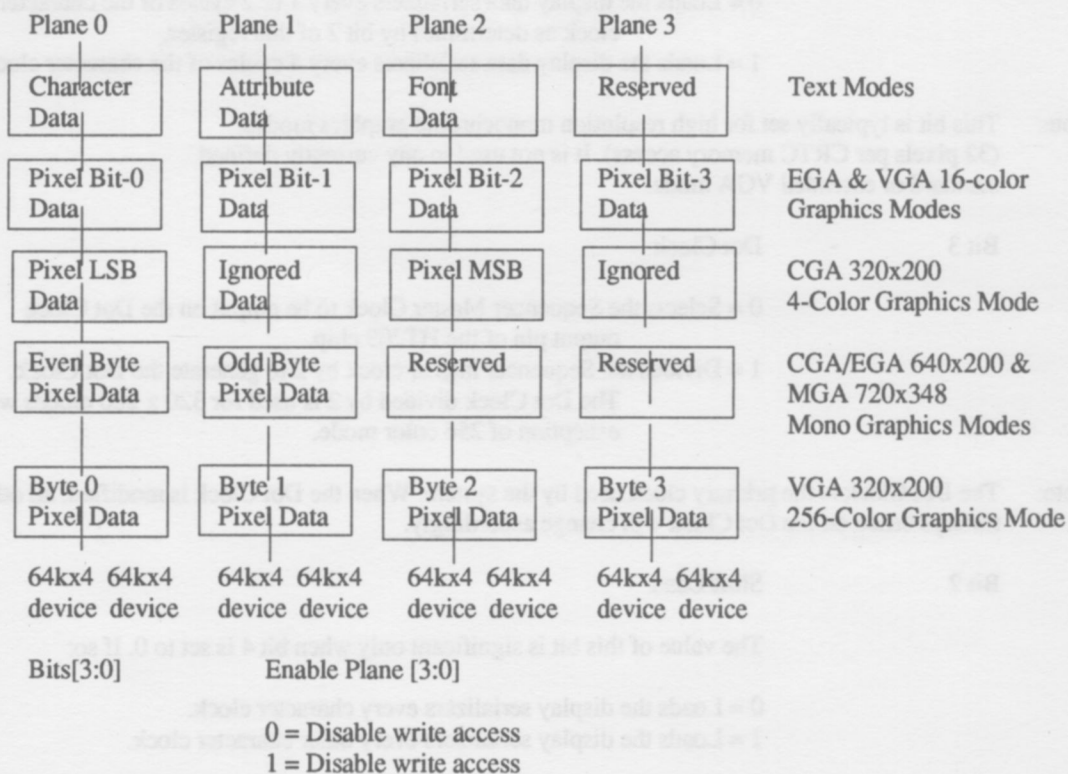 Plane 0 Plane 1 Plane 2 Plane 3
Character Attribute Font Reserved Text Modes
Data Data Data Data
Pixel Bit-0 Pixel Bit-1 Pixel Bit-2 Pixel Bit-3 EGA & VGA 16-color
Data Data Data Data Graphics Modes
Pixel LSB Ignored Pixel MSB Ignored CGA 320x200
Data Data Data Data 4-Color Graphics Mode
Even Byte Odd Byte Reserved Reserved CGA/EGA 640x200 &
Pixel Data Pixel Data MGA 720x348
Mono Graphics Modes
Byte 0 Byte 1 Byte 2 Byte 3 VGA 320x200
Pixel Data Pixel Data Pixel Data Pixel Data 256-Color Graphics Mode
64kx4 64kx4 64kx4 64kx4 64kx4 64kx4 64kx4 64kx4
device device device device device device device device
Bits[3:0] Enable Plane [3:0]
0 = Disable write access
1 = Disable write access